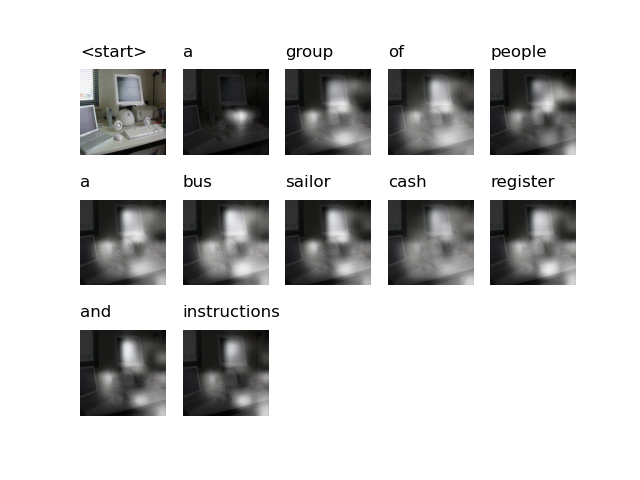 <start> a group of people
a bus sailor cash register
and instructions